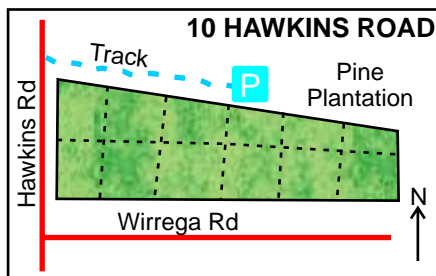 10 HAWKINS ROAD
Track
P
Pine
Plantation
Hawkins Rd
Wirrega Rd
N